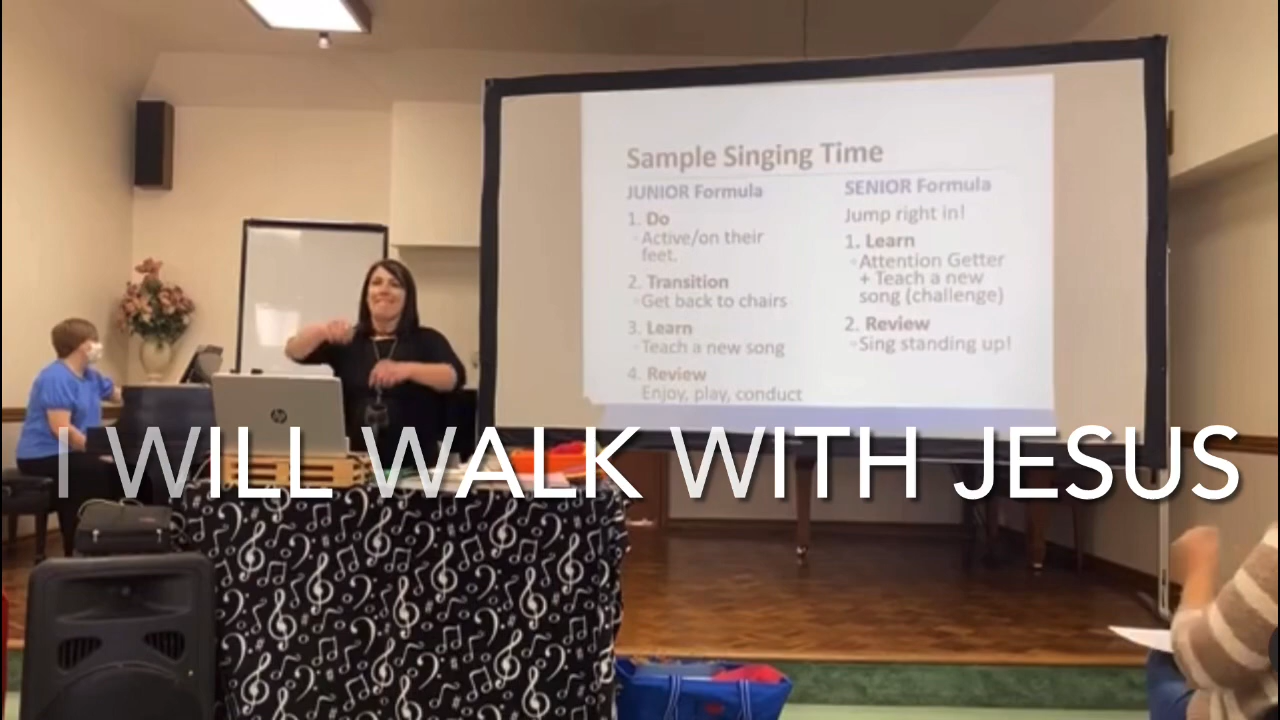 Sample Singing Time
JUNIOR Formula
1. Do
◦Active/on their
feet.
2. Transition
◦Get back to chairs
3. Learn
◦Teach a new song
4. Review
Enjoy, play, conduct
SENIOR Formula
Jump right in!
1. Learn
◦Attention Getter
+ Teach a new
song (challenge)
2. Review
◦Sing standing up!
hp
I WILL WALK WITH JESUS